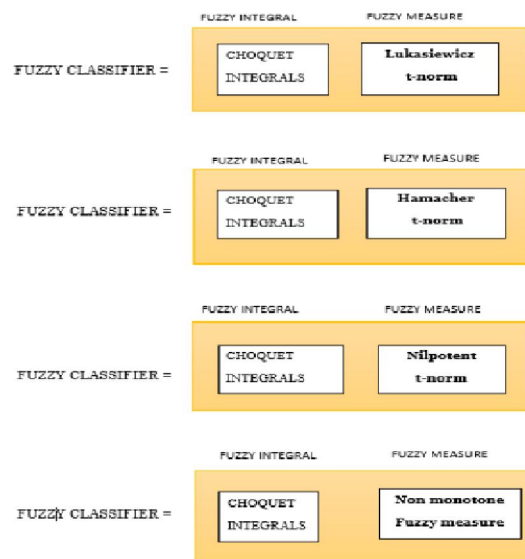 FUZZY INTEGRAL FUZZY MEASURE
FUZZY CLASSIFIER =
CHOQUET
INTEGRALS
Lukasiewicz
t-norm
FUZZY INTEGRAL FUZZY MEASURE
FUZZY CLASSIFIER =
CHOQUET
INTEGRALS
Hamacher
t-norm
FUZZY INTEGRAL FUZZY MEASURE
FUZZY CLASSIFIER =
CHOQUET
INTEGRALS
Nilpotent
t-norm
FUZZY INTEGRAL FUZZY MEASURE
FUZZY CLASSIFIER =
CHOQUET
INTEGRALS
Non monotone
Fuzzy measure